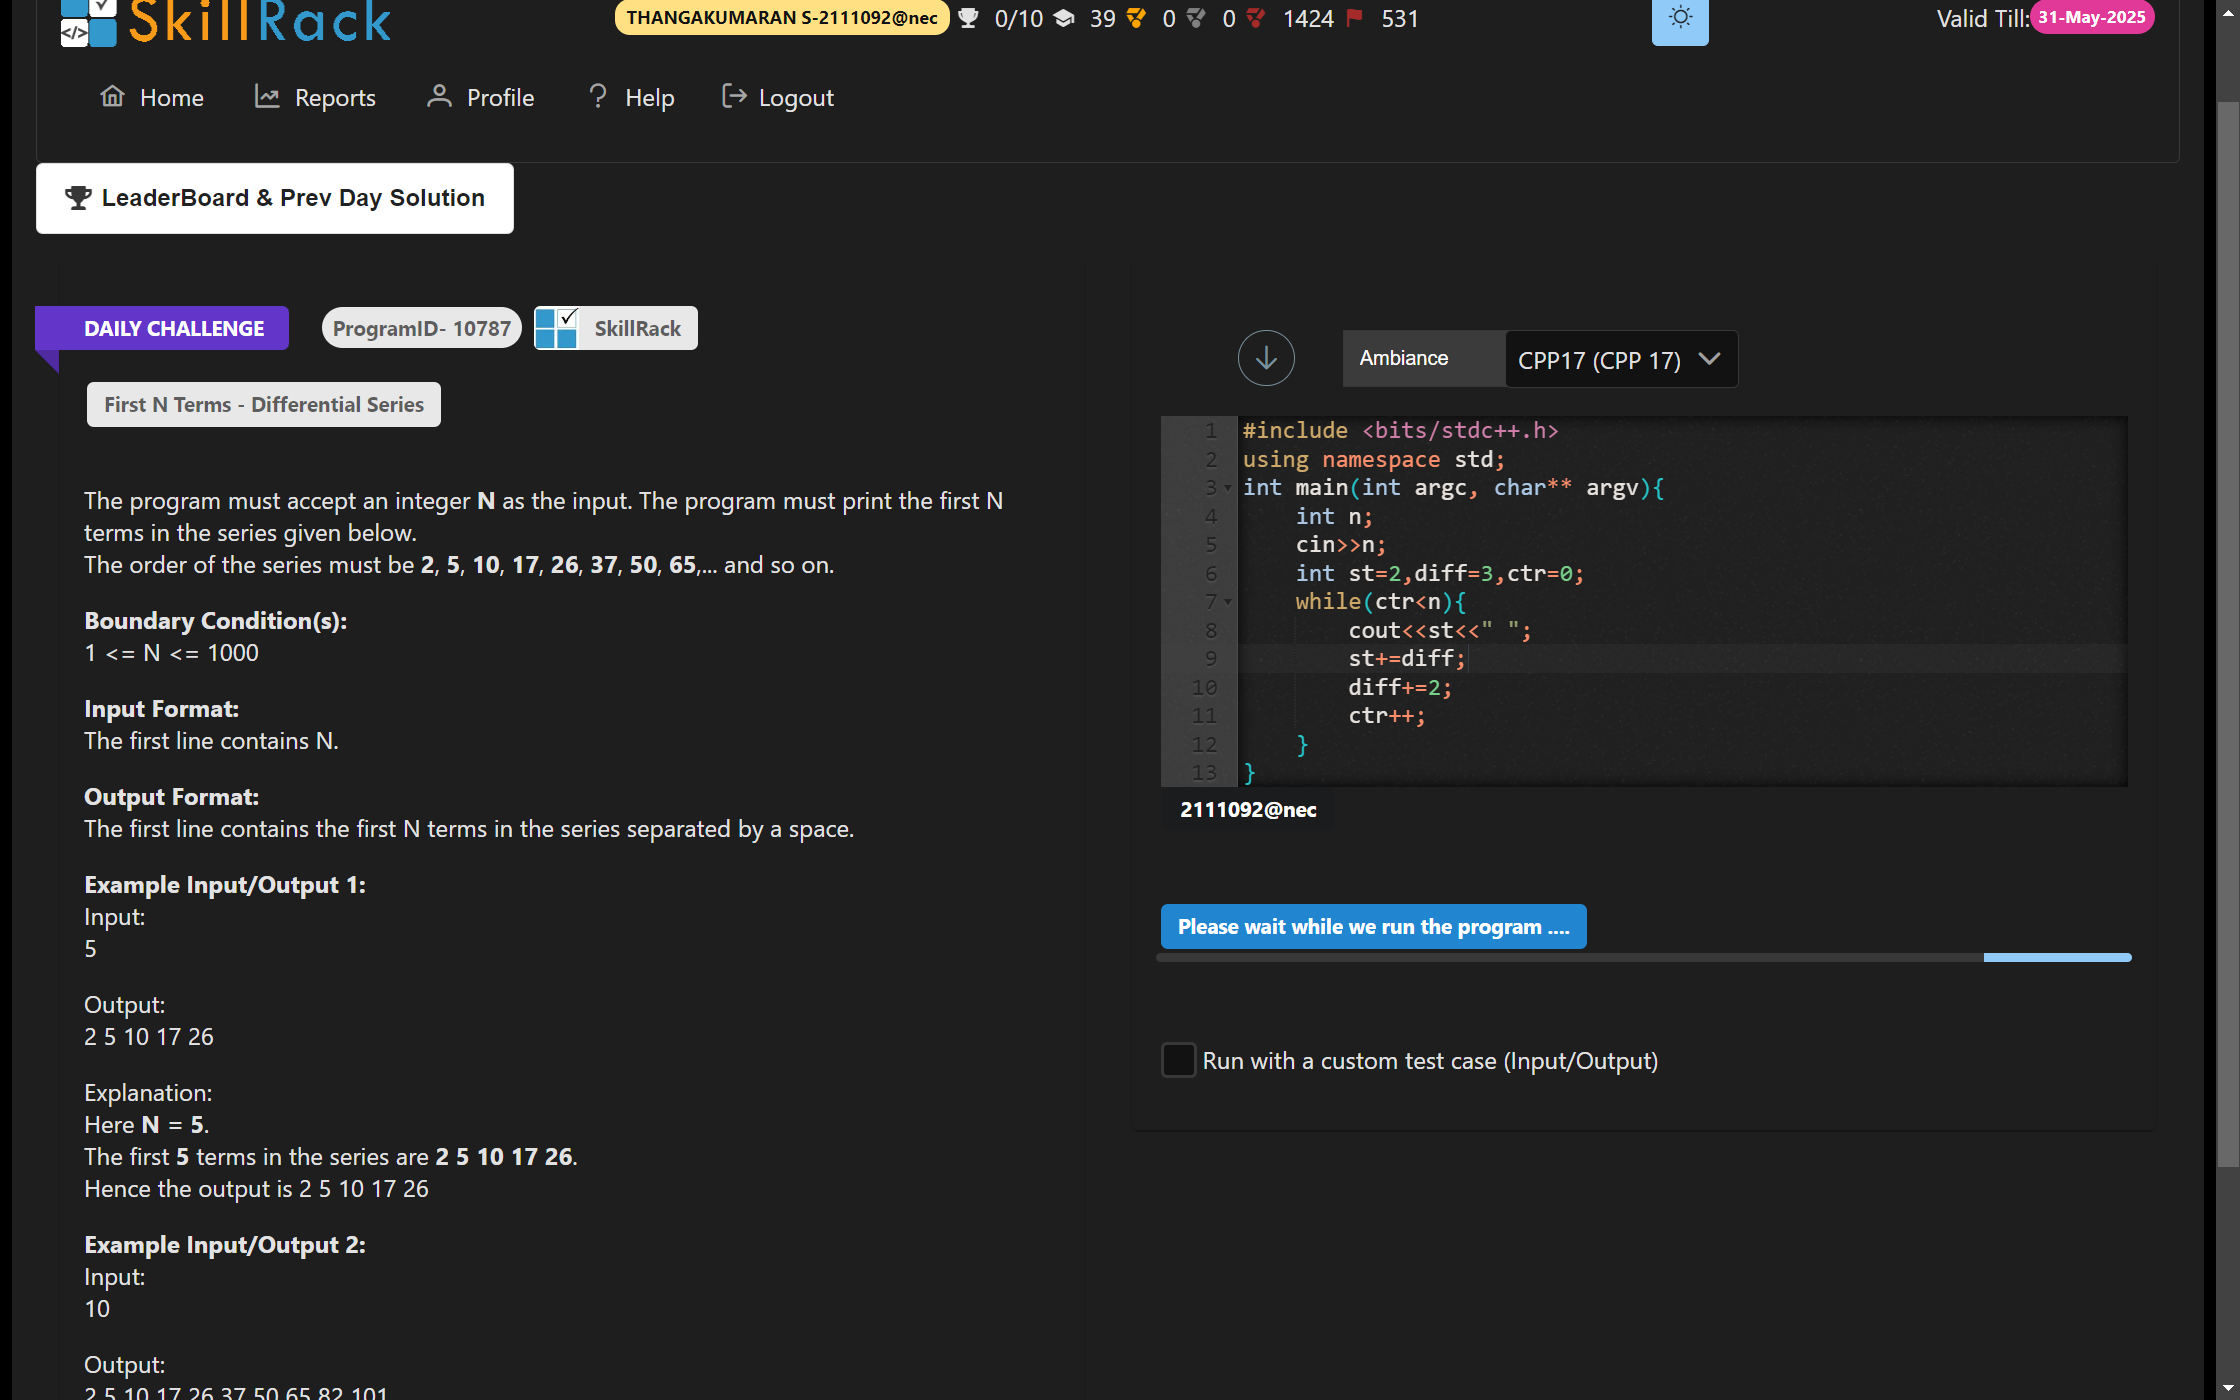 SkillRack
THANGAKUMARAN S-2111092@nec 0/10 39 0 0 1424 531
Valid Till: 31-May-2025
Home Reports Profile Help Logout
LeaderBoard & Prev Day Solution
DAILY CHALLENGE ProgramID- 10787 SkillRack
First N Terms - Differential Series
The program must accept an integer N as the input. The program must print the first N
terms in the series given below.
The order of the series must be 2, 5, 10, 17, 26, 37, 50, 65,... and so on.
Boundary Condition(s):
1 <= N <= 1000
Input Format:
The first line contains N.
Output Format:
The first line contains the first N terms in the series separated by a space.
Example Input/Output 1:
Input:
5
Output:
2 5 10 17 26
Explanation:
Here N = 5.
The first 5 terms in the series are 2 5 10 17 26.
Hence the output is 2 5 10 17 26
Example Input/Output 2:
Input:
10
Output:
2 5 10 17 26 37 50 65 82 101
Ambiance CPP17 (CPP 17)
1 #include <bits/stdc++.h>
2 using namespace std;
3 int main(int argc, char** argv){
4 int n;
5 cin>>n;
6 int st=2,diff=3,ctr=0;
7 while(ctr<n){
8 cout<<st<<" ";
9 st+=diff;
10 diff+=2;
11 ctr++;
12 }
13 }
2111092@nec
Please wait while we run the program ....
Run with a custom test case (Input/Output)